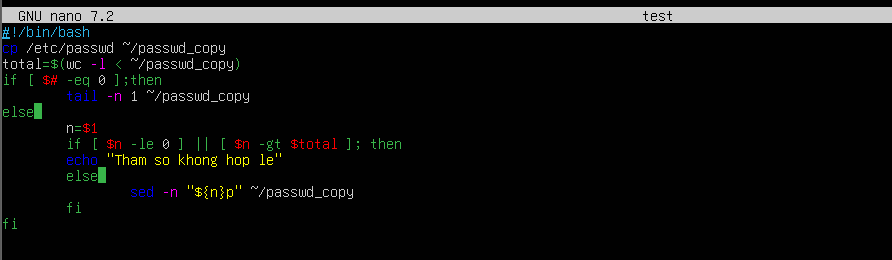 GNU nano 7.2 test
#!/bin/bash
cp /etc/passwd ~/passwd_copy
total=$(wc -l < ~/passwd_copy)
if [ $# -eq 0 ];then
tail -n 1 ~/passwd_copy
else
n=$1
if [ $n -le 0 ] || [ $n -gt $total ]; then
echo "Tham so khong hop le"
else
sed -n "${n}p" ~/passwd_copy
fi
fi